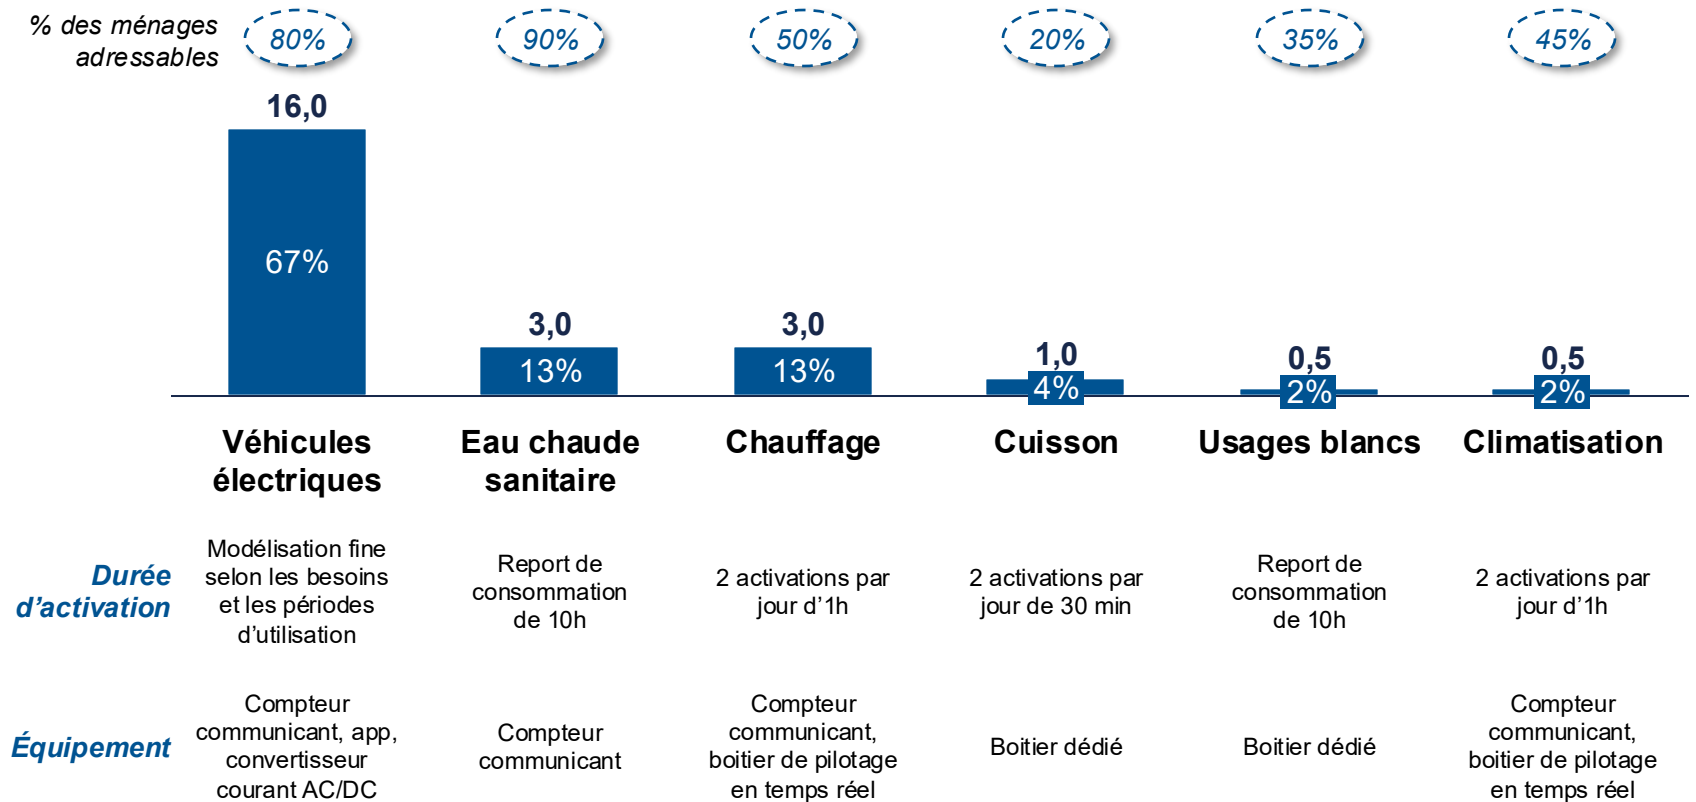 % des ménages
adressables
80%
90%
50%
20%
35%
45%
16,0
67%
3,0
13%
3,0
13%
1,0
4%
0,5
2%
0,5
2%
Véhicules
électriques
Eau chaude
sanitaire
Chauffage
Cuisson
Usages blancs
Climatisation
Durée
d’activation
Modélisation fine
selon les besoins
et les périodes
d’utilisation
Report de
consommation
de 10h
2 activations par
jour d’1h
2 activations par
jour de 30 min
Report de
consommation
de 10h
2 activations par
jour d’1h
Équipement
Compteur
communicant, app,
convertisseur
courant AC/DC
Compteur
communicant
Compteur
communicant,
boitier de pilotage
en temps réel
Boitier dédié
Boitier dédié
Compteur
communicant,
boitier de pilotage
en temps réel